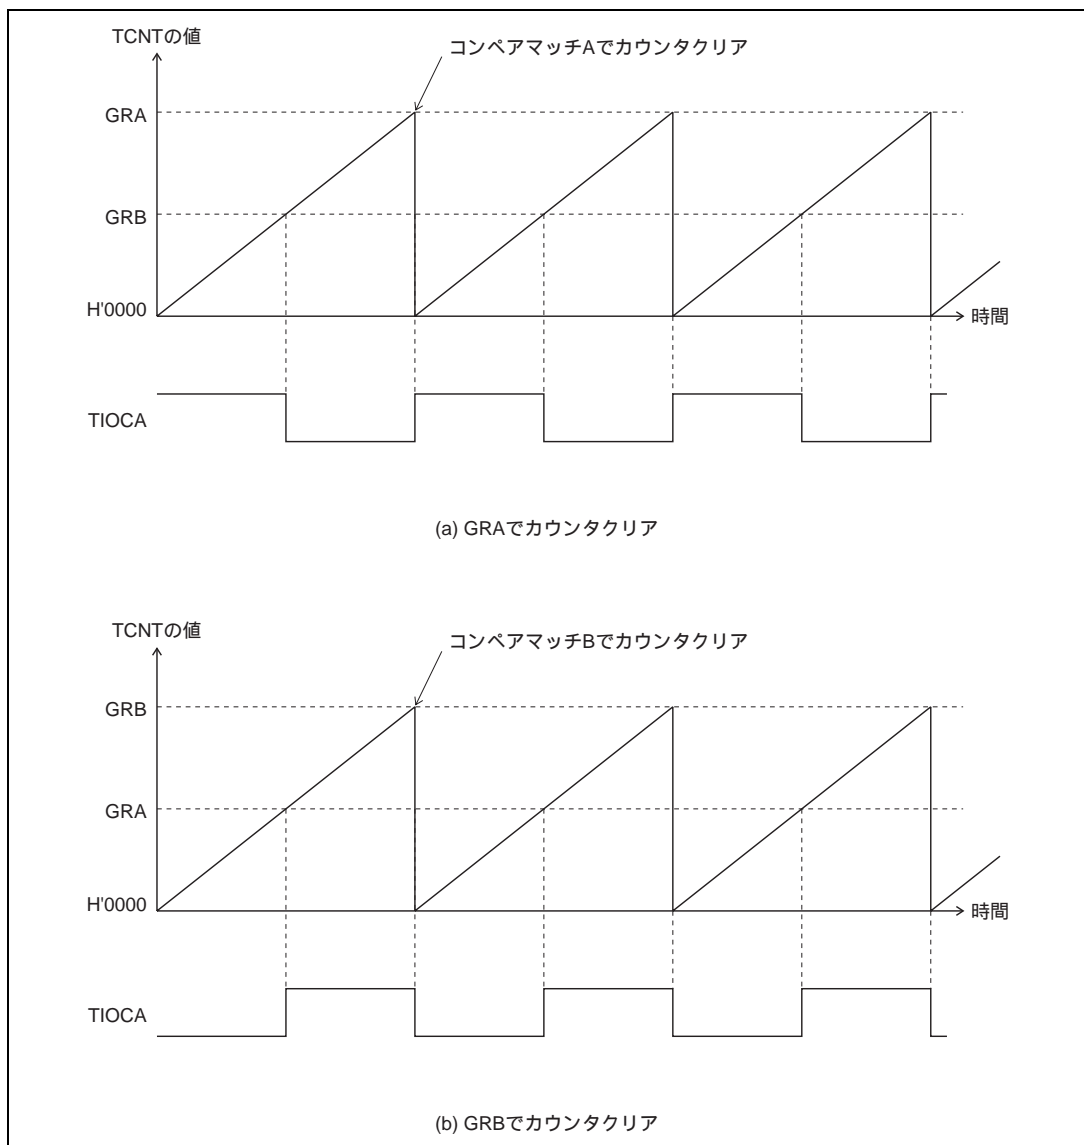 TCNTの値
コンペアマッチAでカウンタクリア
GRA
GRB
H'0000
時間
TIOCA
(a) GRAでカウンタクリア
TCNTの値
コンペアマッチBでカウンタクリア
GRB
GRA
H'0000
時間
TIOCA
(b) GRBでカウンタクリア